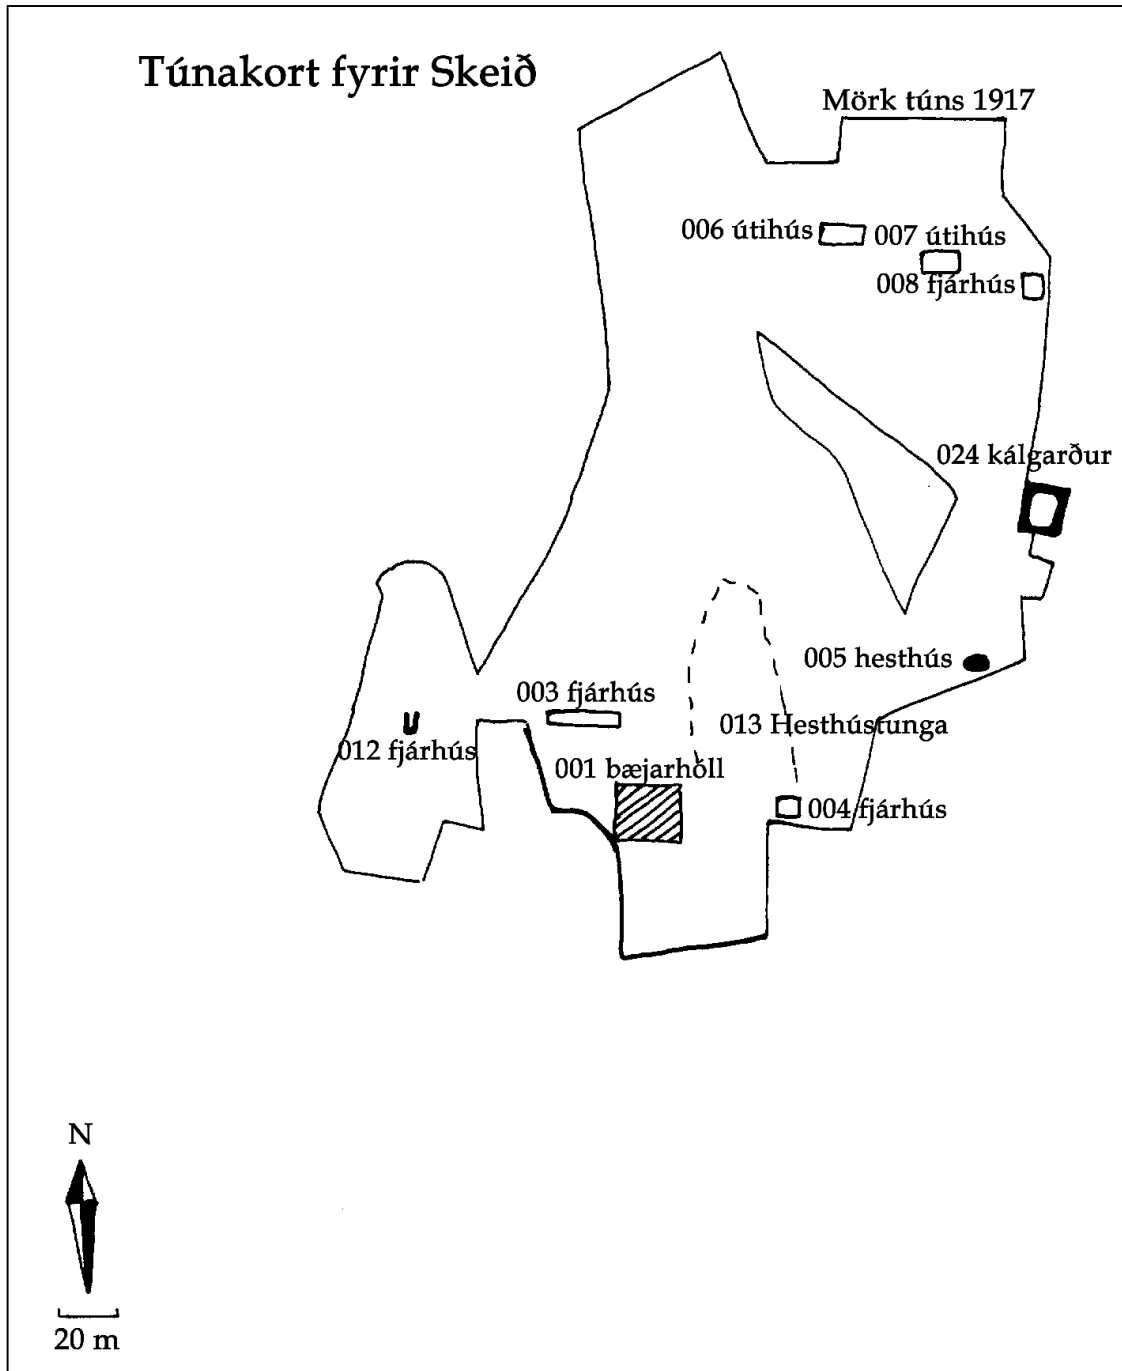 Túnakort fyrir Skeið
Mörk túns 1917
006 útihús
007 útihús
008 fjárhús
024 kálgarður
005 hesthús
003 fjárhús
013 Hesthústunga
012 fjárhús
001 bæjarhóll
004 fjárhús
N
20 m